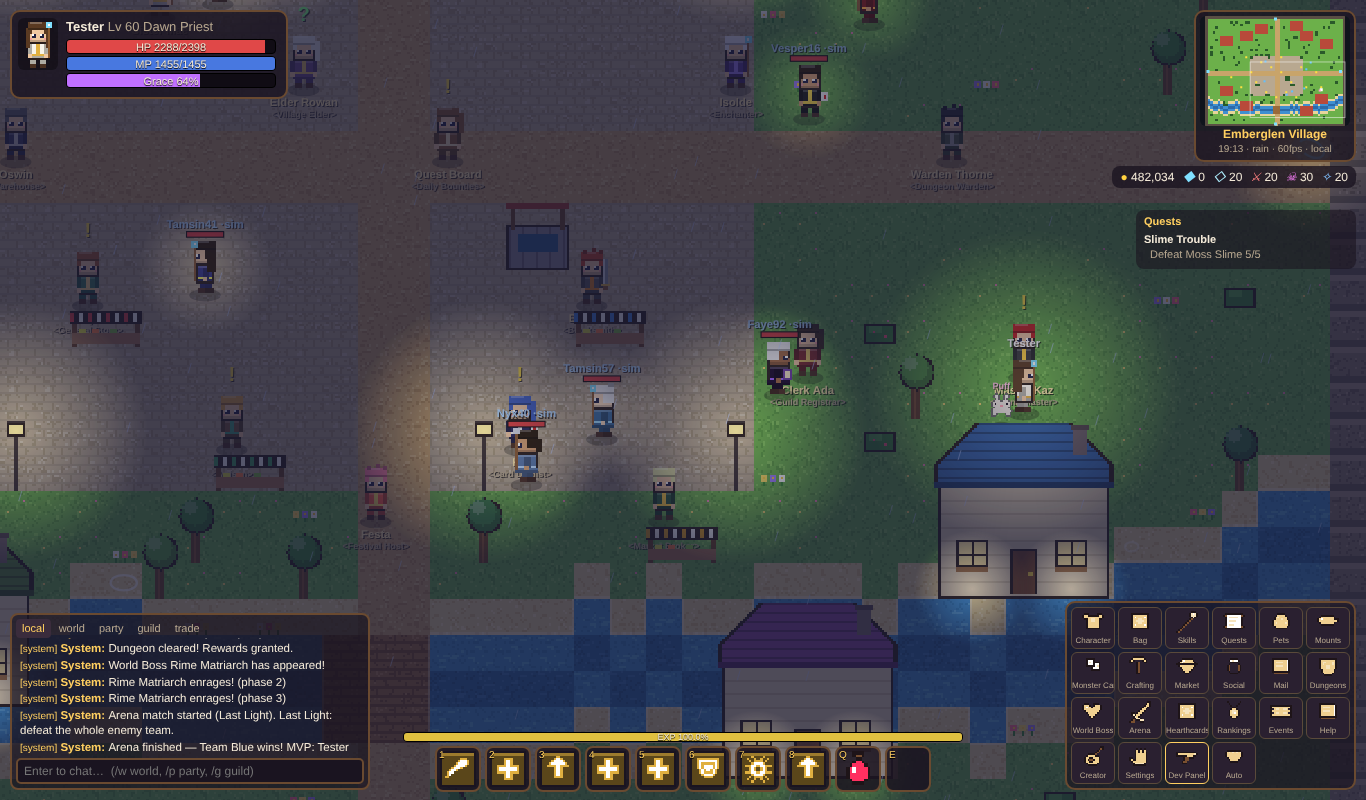 Tester Lv 60 Dawn Priest
HP 2288/2398
MP 1455/1455
Grace 64%
?
Elder Rowan
<Village Elder>
Oswin
Quest Board
<Daily Bounties>
Isolde
<Enchanter>
Vesper16 ·sim
Warden Thorne
<Dungeon Warden>
Emberglen Village
19:13 · rain · 60fps · local
482,034 0 20 20 30 20
Quests
Slime Trouble
Defeat Moss Slime 5/5
Tamsin41 ·sim
Faye92 ·sim
Clerk Ada
<Guild Registrar>
Tester
Kaz
Tamsin67 ·sim
·sim
Festa
<Festival Host>
local world party guild trade
[system] System: Dungeon cleared! Rewards granted.
[system] System: World Boss Rime Matriarch has appeared!
[system] System: Rime Matriarch enrages! (phase 2)
[system] System: Rime Matriarch enrages! (phase 3)
[system] System: Arena match started (Last Light). Last Light:
defeat the whole enemy team.
[system] System: Arena finished — Team Blue wins! MVP: Tester
Enter to chat… (/w world, /p party, /g guild)
EXP 100.0%
1 2 3 4 5 6 7 8 Q E
Character Bag Skills Quests Pets Mounts
Monster Ca Crafting Market Social Mail Dungeons
World Boss Arena Hearthcards Rankings Events Help
Creator Settings Dev Panel Auto